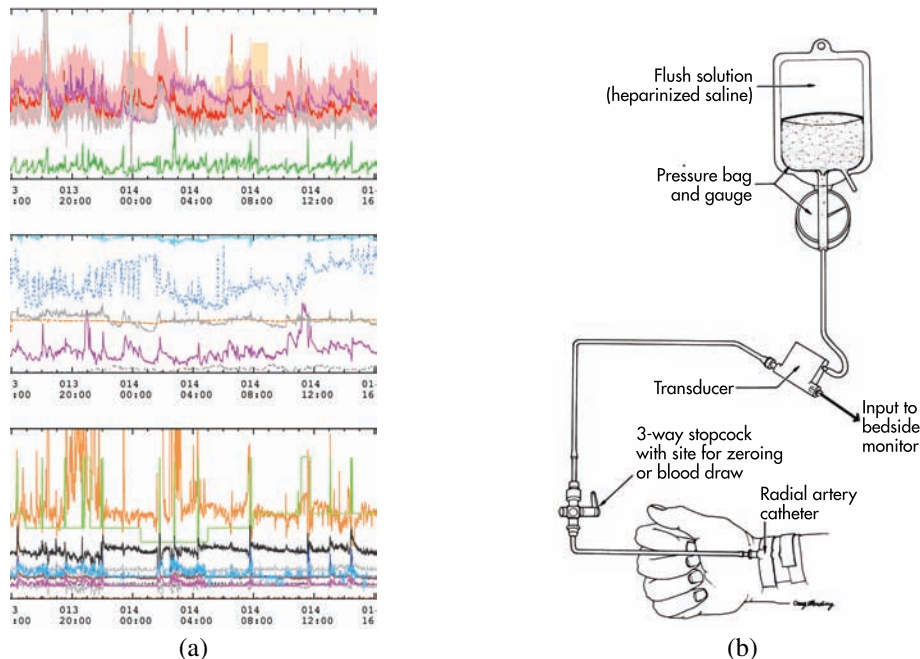 3 013 014 014 014 014 01-
:00 20:00 00:00 04:00 08:00 12:00 16
3 013 014 014 014 014 01-
:00 20:00 00:00 04:00 08:00 12:00 16
3 013 014 014 014 014 01-
:00 20:00 00:00 04:00 08:00 12:00 16
(a)
Flush solution
(heparinized saline)
Pressure bag
and gauge
Transducer
Input to
bedside
monitor
3-way stopcock
with site for zeroing
or blood draw
Radial artery
catheter
(b)